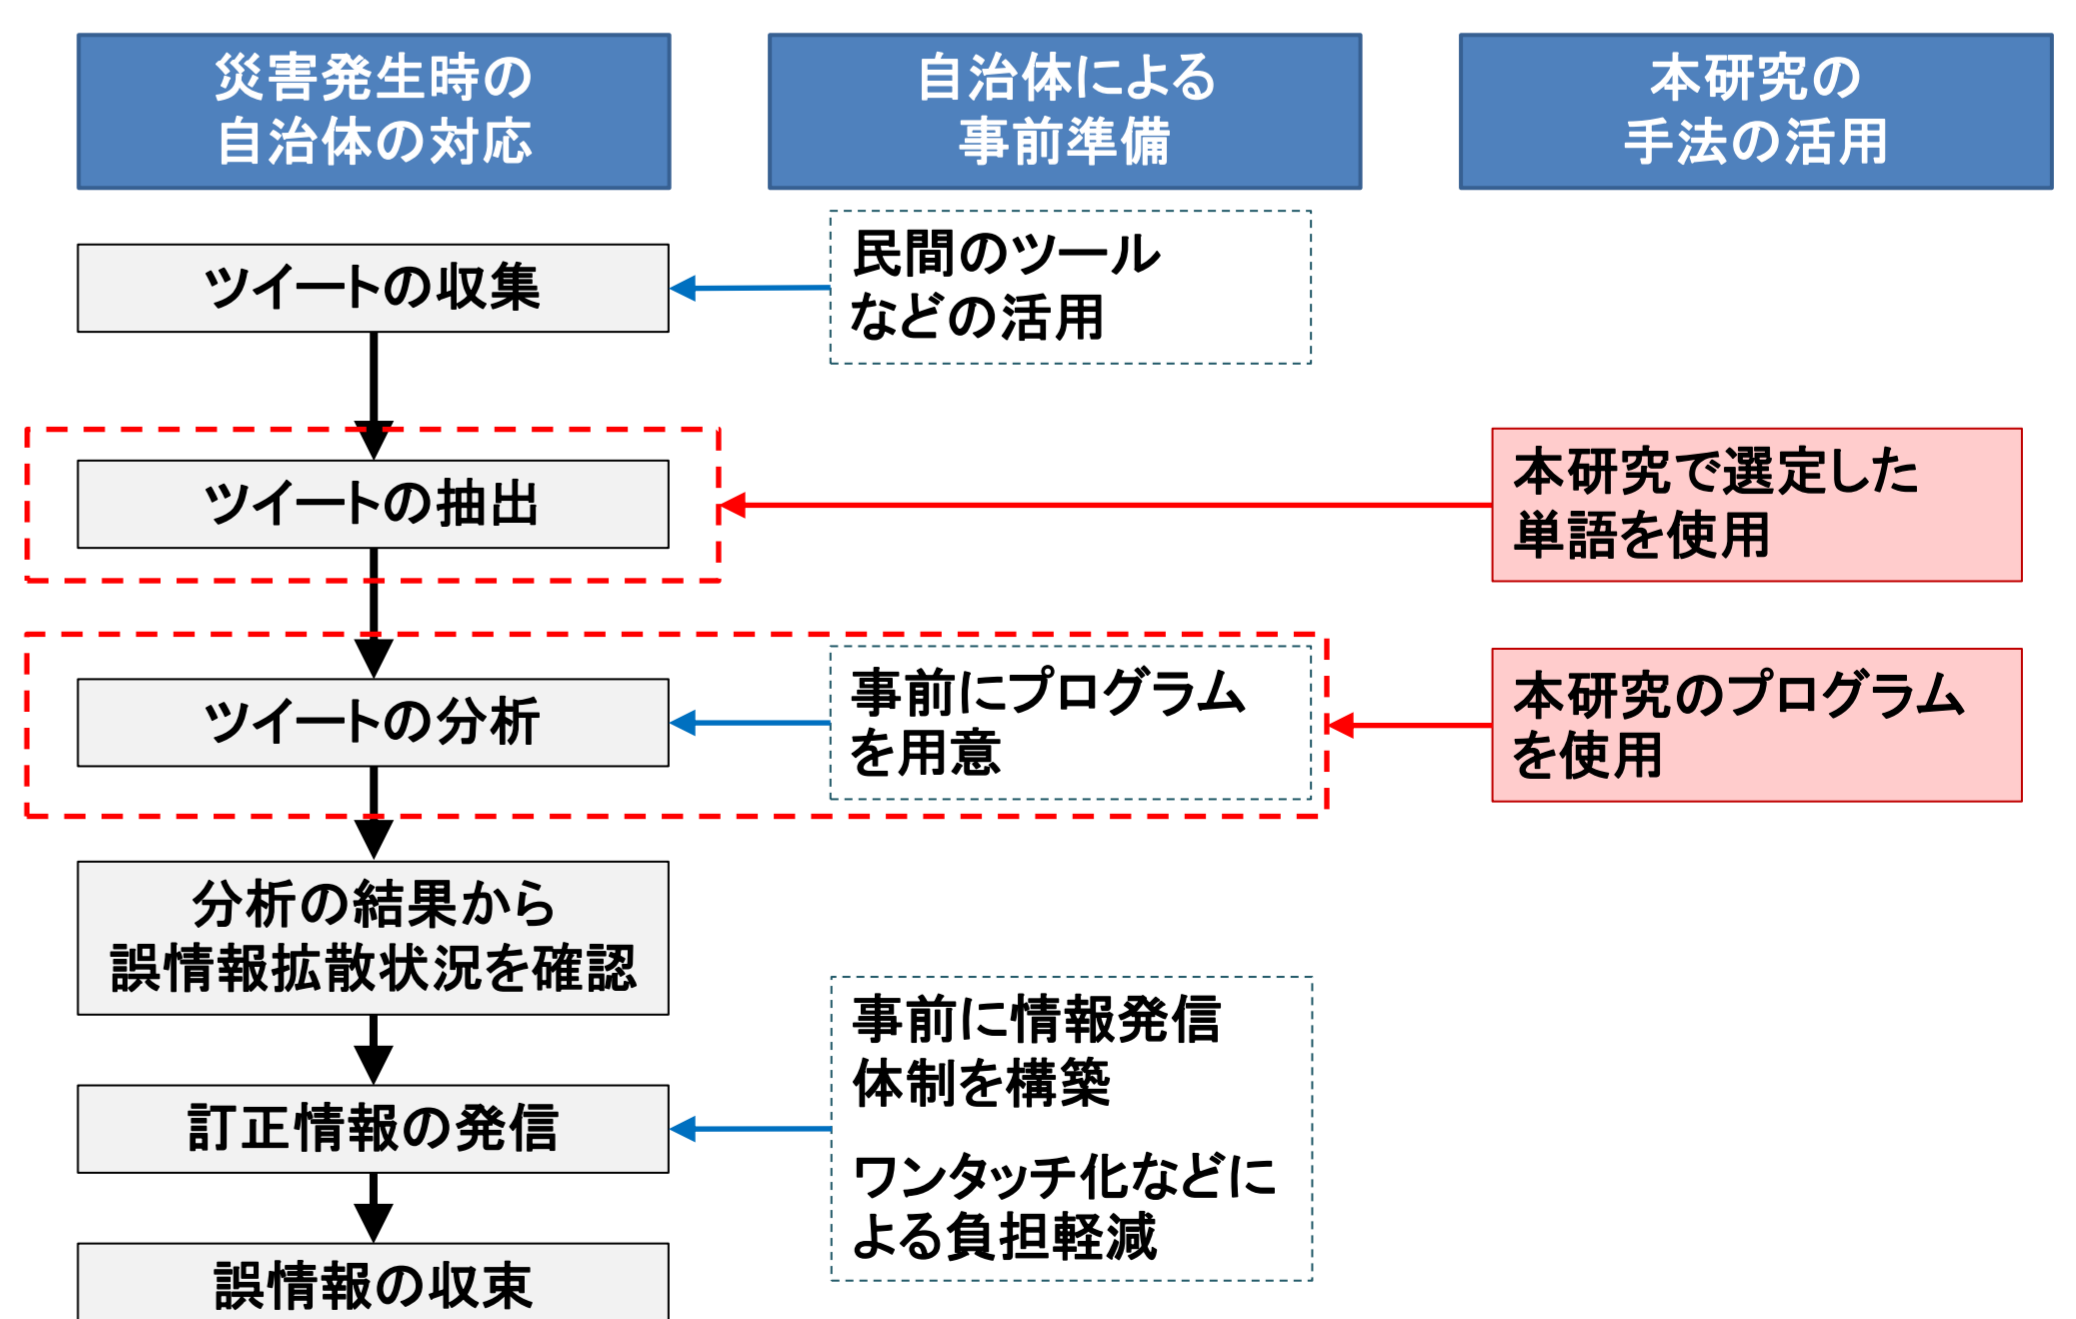 災害発生時の
自治体の対応
自治体による
事前準備
本研究の
手法の活用
ツイートの収集
民間のツール
などの活用
ツイートの抽出
本研究で選定した
単語を使用
ツイートの分析
事前にプログラム
を用意
本研究のプログラム
を使用
分析の結果から
誤情報拡散状況を確認
事前に情報発信
体制を構築
訂正情報の発信
ワンタッチ化などに
よる負担軽減
誤情報の収束